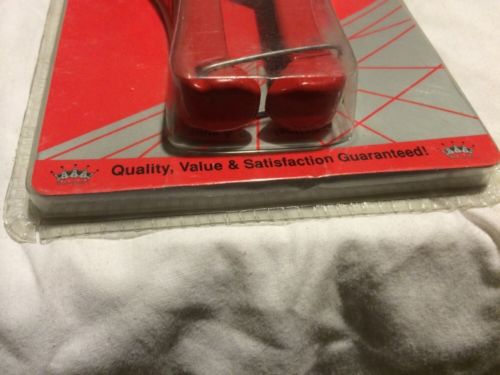 Quality, Value & Satisfaction Guaranteed!